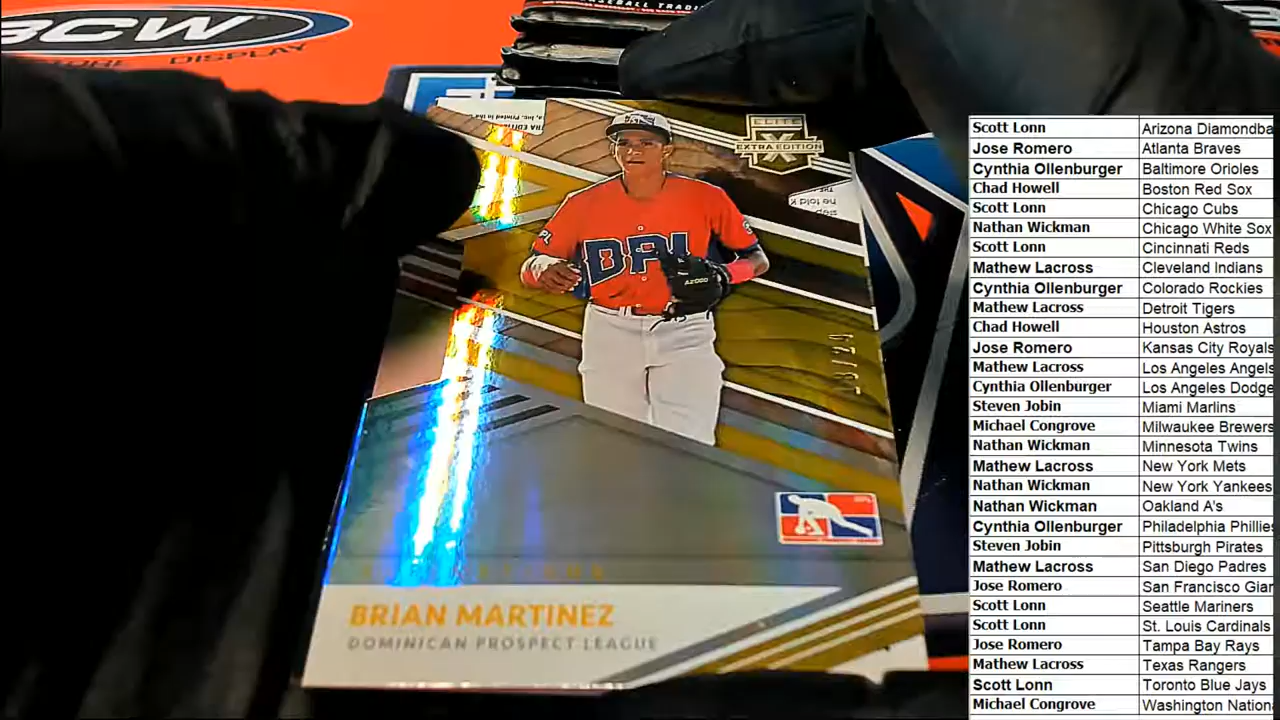 BCW
STORE DISPLAY
BASEBALL TRADI
ELITE
X
EXTRA EDITION
DPL
A2000
BRIAN MARTINEZ
DOMINICAN PROSPECT LEAGUE
Scott Lonn Arizona Diamondba
Jose Romero Atlanta Braves
Cynthia Ollenburger Baltimore Orioles
Chad Howell Boston Red Sox
Scott Lonn Chicago Cubs
Nathan Wickman Chicago White Sox
Scott Lonn Cincinnati Reds
Mathew Lacross Cleveland Indians
Cynthia Ollenburger Colorado Rockies
Mathew Lacross Detroit Tigers
Chad Howell Houston Astros
Jose Romero Kansas City Royals
Mathew Lacross Los Angeles Angels
Cynthia Ollenburger Los Angeles Dodge
Steven Jobin Miami Marlins
Michael Congrove Milwaukee Brewers
Nathan Wickman Minnesota Twins
Mathew Lacross New York Mets
Nathan Wickman New York Yankees
Nathan Wickman Oakland A's
Cynthia Ollenburger Philadelphia Phillies
Steven Jobin Pittsburgh Pirates
Mathew Lacross San Diego Padres
Jose Romero San Francisco Giar
Scott Lonn Seattle Mariners
Scott Lonn St. Louis Cardinals
Jose Romero Tampa Bay Rays
Mathew Lacross Texas Rangers
Scott Lonn Toronto Blue Jays
Michael Congrove Washington Nation